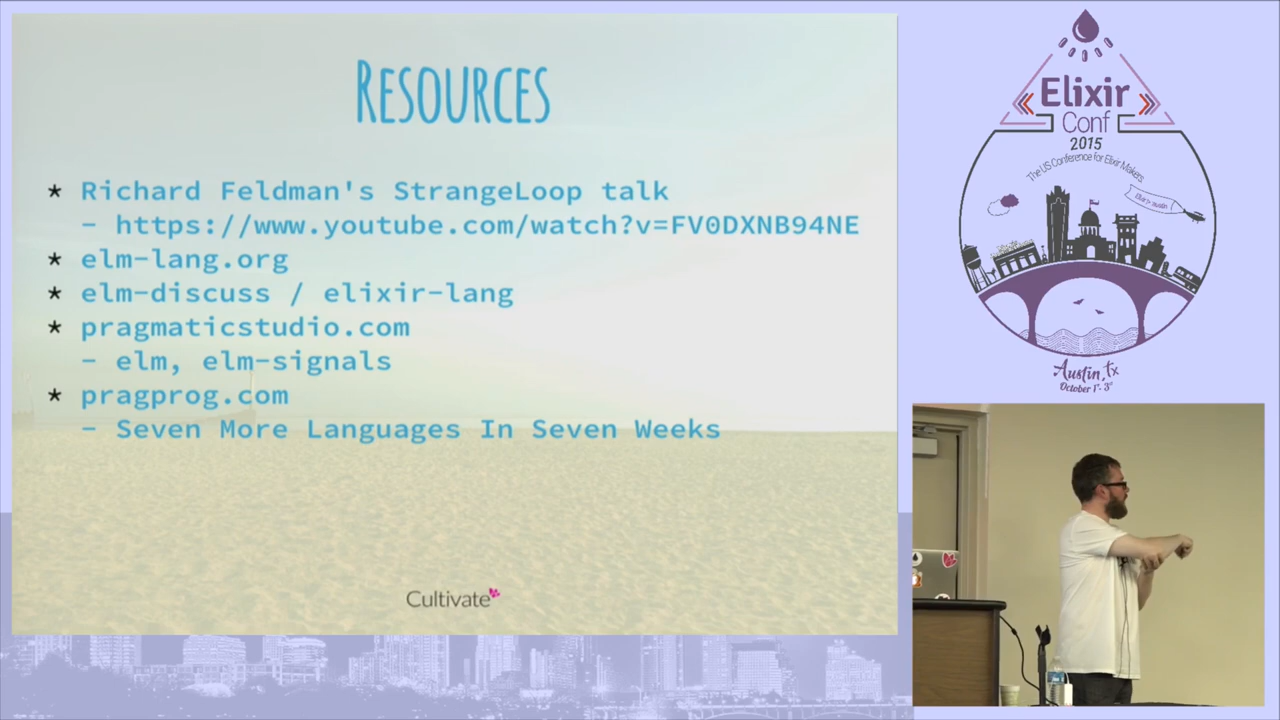 Resources
* Richard Feldman's StrangeLoop talk
- https://www.youtube.com/watch?v=FV0DXNB94NE
* elm-lang.org
* elm-discuss / elixir-lang
* pragmaticstudio.com
- elm, elm-signals
* pragprog.com
- Seven More Languages In Seven Weeks
Cultivate
Elixir
Conf
2015
The US Conference for Elixir Makers
Austin, Tx
October 1st - 3rd